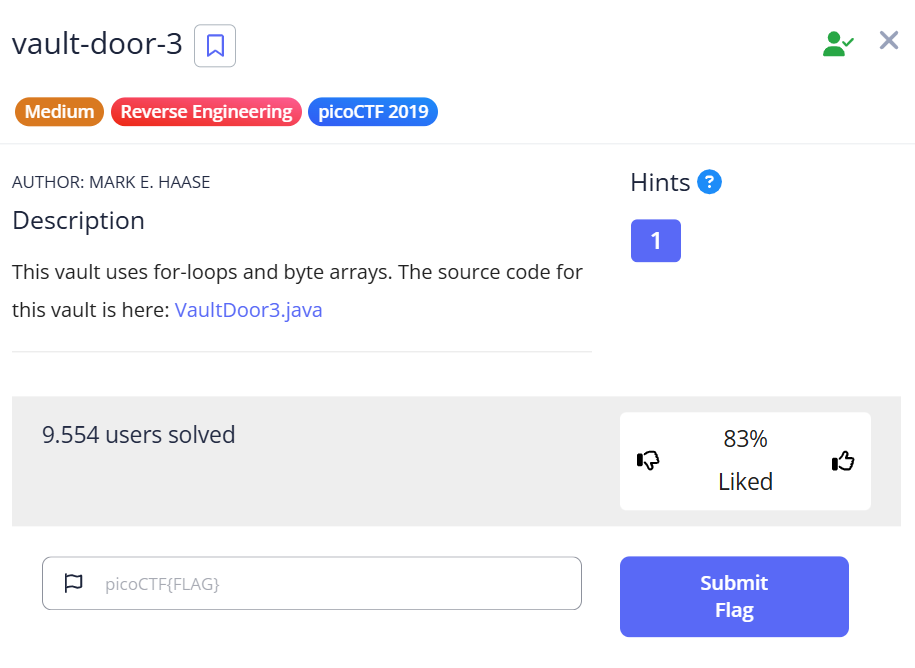 vault-door-3
Medium Reverse Engineering picoCTF 2019
AUTHOR: MARK E. HAASE
Description
This vault uses for-loops and byte arrays. The source code for
this vault is here: VaultDoor3.java
Hints ?
1
9.554 users solved
83%
Liked
picoCTF{FLAG}
Submit
Flag